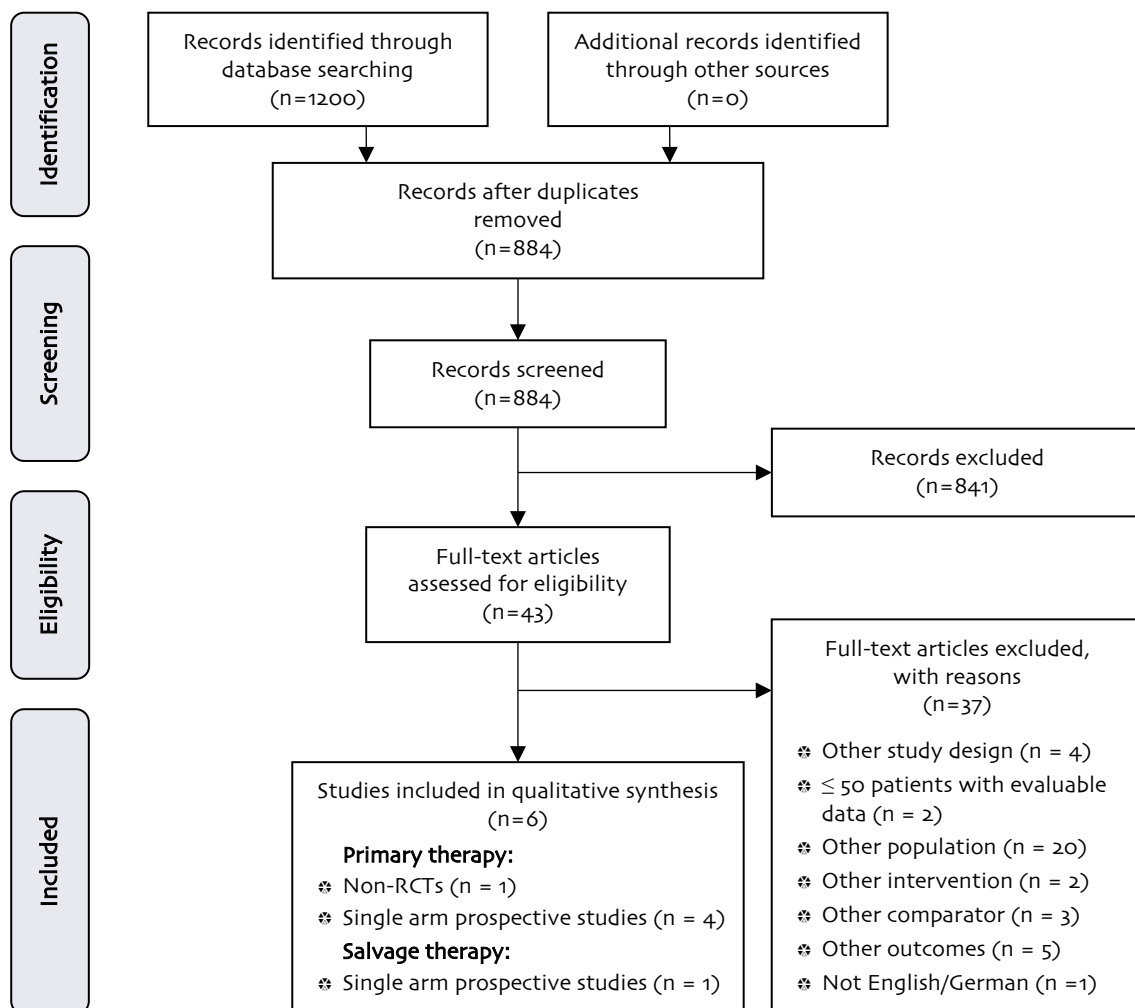 Identification
Records identified through
database searching
(n=1200)
Additional records identified
through other sources
(n=0)
Records after duplicates
removed
(n=884)
Screening
Records screened
(n=884)
Records excluded
(n=841)
Eligibility
Full-text articles
assessed for eligibility
(n=43)
Full-text articles excluded,
with reasons
(n=37)
Other study design (n = 4)
≤ 50 patients with evaluable
data (n = 2)
Other population (n = 20)
Other intervention (n = 2)
Other comparator (n = 3)
Other outcomes (n = 5)
Not English/German (n =1)
Included
Studies included in qualitative synthesis
(n=6)
Primary therapy:
Non-RCTs (n = 1)
Single arm prospective studies (n = 4)
Salvage therapy:
Single arm prospective studies (n = 1)